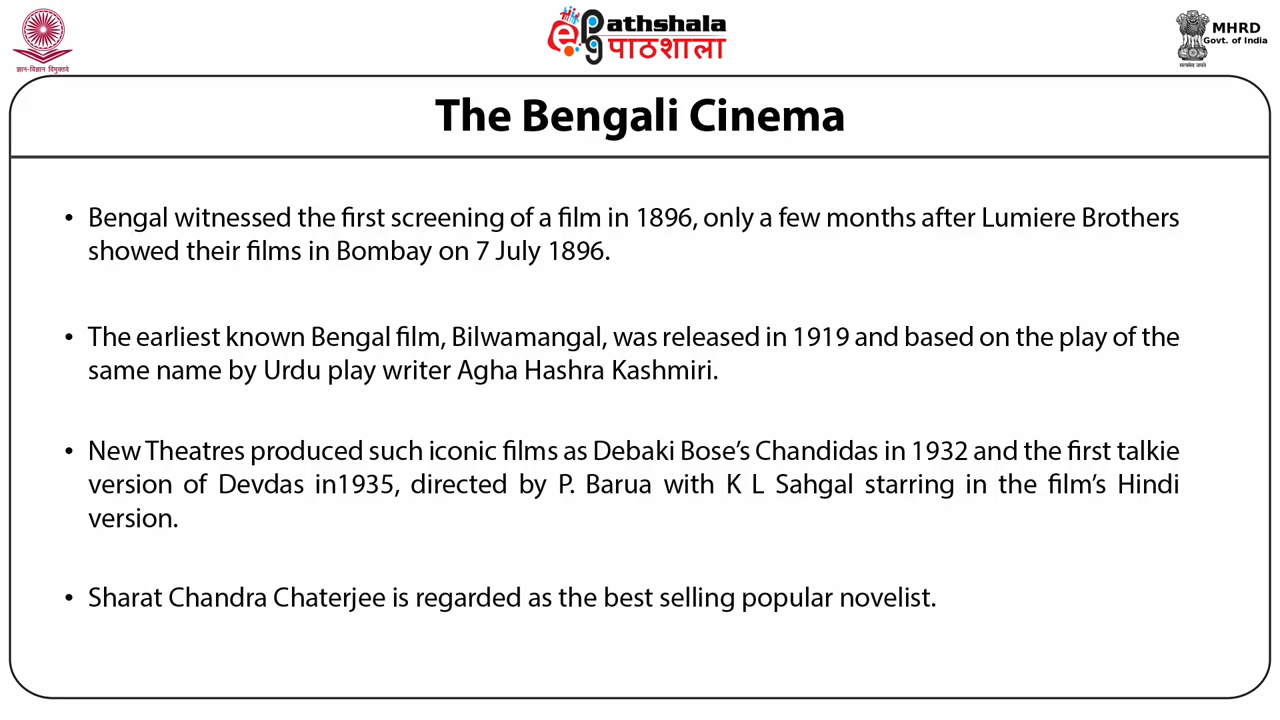 ज्ञान-विज्ञान विमुक्तये
ePathshala
पाठशाला
MHRD
Govt. of India
सत्यमेव जयते
The Bengali Cinema
• Bengal witnessed the first screening of a film in 1896, only a few months after Lumiere Brothers
showed their films in Bombay on 7 July 1896.
• The earliest known Bengal film, Bilwamangal, was released in 1919 and based on the play of the
same name by Urdu play writer Agha Hashra Kashmiri.
• New Theatres produced such iconic films as Debaki Bose’s Chandidas in 1932 and the first talkie
version of Devdas in1935, directed by P. Barua with K L Sahgal starring in the film’s Hindi
version.
• Sharat Chandra Chaterjee is regarded as the best selling popular novelist.